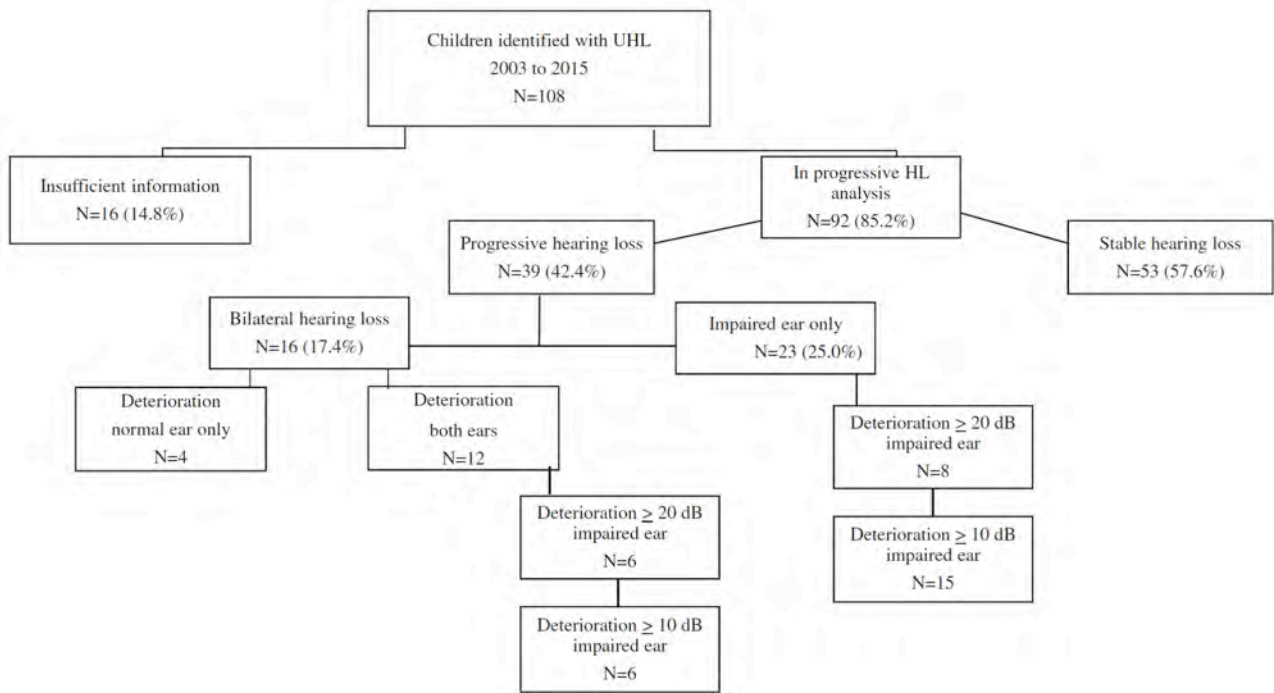 Children identified with UHL
2003 to 2015
N=108
Insufficient information
N=16 (14.8%)
In progressive HL
analysis
N=92 (85.2%)
Progressive hearing loss
N=39 (42.4%)
Stable hearing loss
N=53 (57.6%)
Bilateral hearing loss
N=16 (17.4%)
Impaired ear only
N=23 (25.0%)
Deterioration
normal ear only
N=4
Deterioration
both ears
N=12
Deterioration ≥ 20 dB
impaired ear
N=8
Deterioration ≥ 10 dB
impaired ear
N=15
Deterioration ≥ 20 dB
impaired ear
N=6
Deterioration ≥ 10 dB
impaired ear
N=6